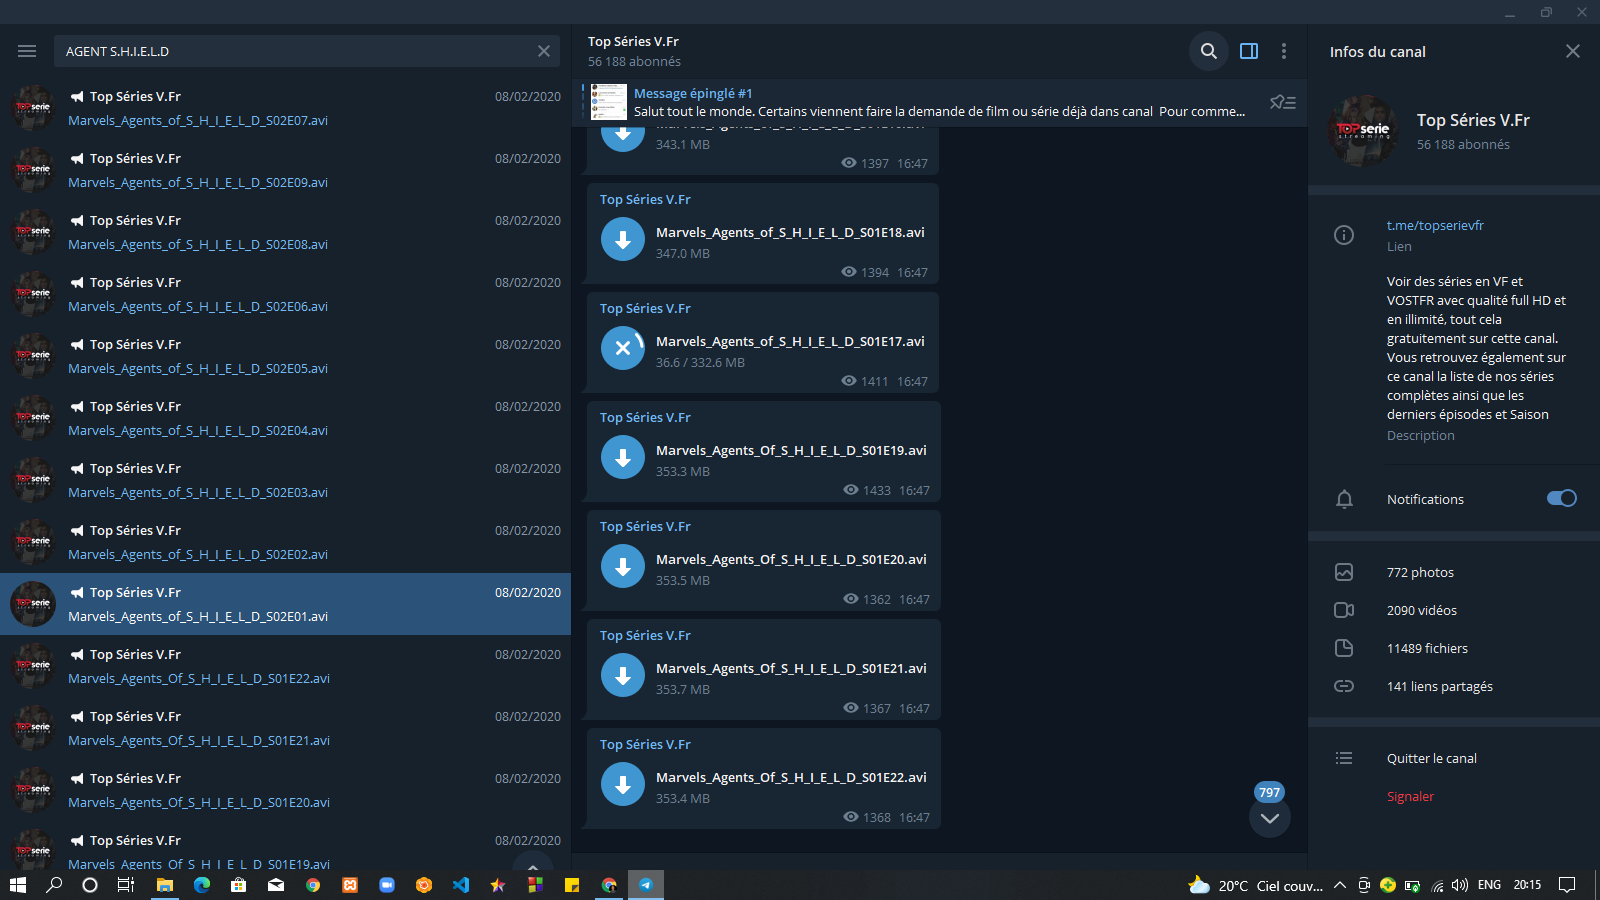 AGENT S.H.I.E.L.D
Top Séries V.Fr
08/02/2020
Marvels_Agents_of_S_H_I_E_L_D_S02E07.avi
Top Séries V.Fr
08/02/2020
Marvels_Agents_of_S_H_I_E_L_D_S02E09.avi
Top Séries V.Fr
08/02/2020
Marvels_Agents_of_S_H_I_E_L_D_S02E08.avi
Top Séries V.Fr
08/02/2020
Marvels_Agents_of_S_H_I_E_L_D_S02E06.avi
Top Séries V.Fr
08/02/2020
Marvels_Agents_of_S_H_I_E_L_D_S02E05.avi
Top Séries V.Fr
08/02/2020
Marvels_Agents_of_S_H_I_E_L_D_S02E04.avi
Top Séries V.Fr
08/02/2020
Marvels_Agents_of_S_H_I_E_L_D_S02E03.avi
Top Séries V.Fr
08/02/2020
Marvels_Agents_of_S_H_I_E_L_D_S02E02.avi
Top Séries V.Fr
08/02/2020
Marvels_Agents_of_S_H_I_E_L_D_S02E01.avi
Top Séries V.Fr
08/02/2020
Marvels_Agents_Of_S_H_I_E_L_D_S01E22.avi
Top Séries V.Fr
08/02/2020
Marvels_Agents_Of_S_H_I_E_L_D_S01E21.avi
Top Séries V.Fr
08/02/2020
Marvels_Agents_Of_S_H_I_E_L_D_S01E20.avi
Top Séries V.Fr
08/02/2020
Marvels_Agents_Of_S_H_I_E_L_D_S01E19.avi
Top Séries V.Fr
56 188 abonnés
Message épinglé #1
Salut tout le monde. Certains viennent faire la demande de film ou série déjà dans canal  Pour comme...
343.1 MB
1397 16:47
Top Séries V.Fr
Marvels_Agents_of_S_H_I_E_L_D_S01E18.avi
347.0 MB
1394 16:47
Top Séries V.Fr
Marvels_Agents_of_S_H_I_E_L_D_S01E17.avi
36.6 / 332.6 MB
1411 16:47
Top Séries V.Fr
Marvels_Agents_Of_S_H_I_E_L_D_S01E19.avi
353.3 MB
1433 16:47
Top Séries V.Fr
Marvels_Agents_Of_S_H_I_E_L_D_S01E20.avi
353.5 MB
1362 16:47
Top Séries V.Fr
Marvels_Agents_Of_S_H_I_E_L_D_S01E21.avi
353.7 MB
1367 16:47
Top Séries V.Fr
Marvels_Agents_Of_S_H_I_E_L_D_S01E22.avi
353.4 MB
1368 16:47
797
Infos du canal
TOPserie
streaming
Top Séries V.Fr
56 188 abonnés
t.me/topserievfr
Lien
Voir des séries en VF et
VOSTFR avec qualité full HD et
en illimité, tout cela
gratuitement sur cette canal.
Vous retrouvez également sur
ce canal la liste de nos séries
complètes ainsi que les
derniers épisodes et Saison
Description
Notifications
772 photos
2090 vidéos
11489 fichiers
141 liens partagés
Quitter le canal
Signaler
20°C Ciel couv...
ENG
20:15